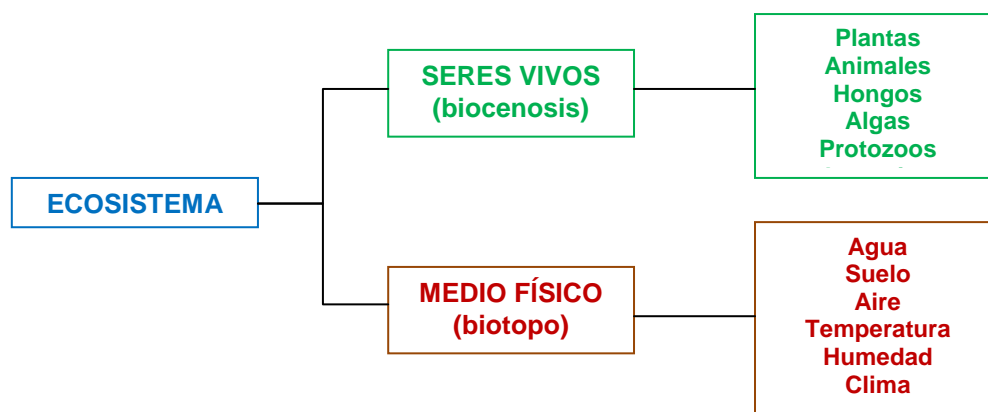 ECOSISTEMA
SERES VIVOS
(biocenosis)
Plantas
Animales
Hongos
Algas
Protozoos
MEDIO FÍSICO
(biotopo)
Agua
Suelo
Aire
Temperatura
Humedad
Clima